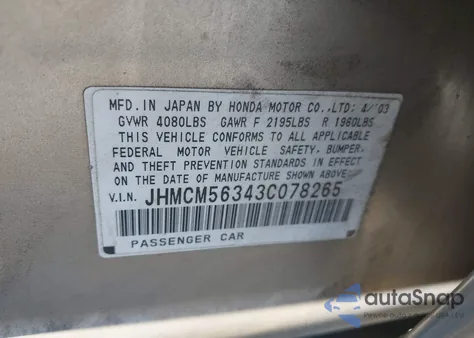 MFD.IN JAPAN BY HONDA MOTOR CO.,LTD: 4/'03
GVWR 4080LBS GAWR F 2195LBS R 1960LBS
THIS VEHICLE CONFORMS TO ALL APPLICABLE
FEDERAL MOTOR VEHICLE SAFETY, BUMPER,
AND THEFT PREVENTION STANDARDS IN EFFECT
ON THE DATE OF MANUFACTURE SHOWN ABOVE.
V.I.N. JHMCM56343C078265
PASSENGER CAR
autoSnap